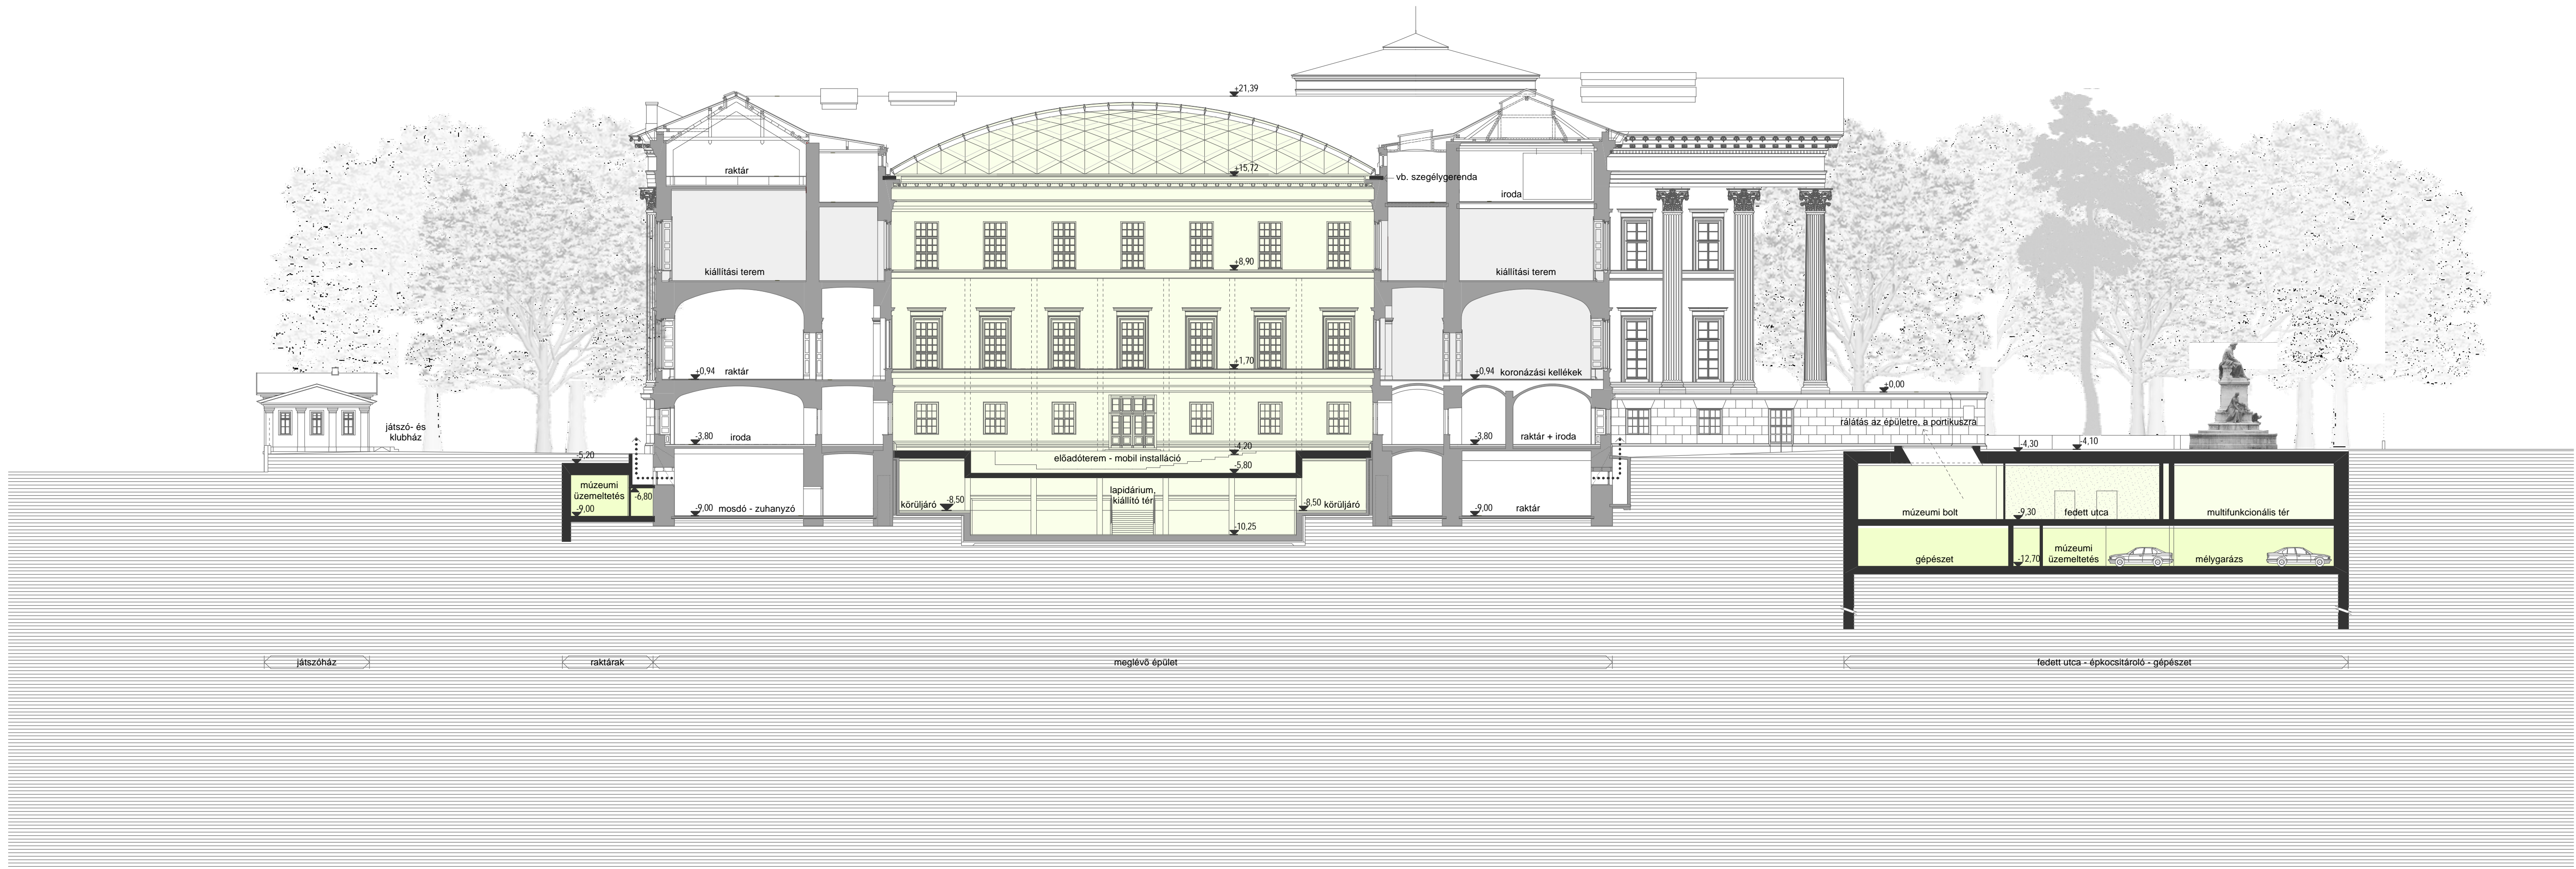 +21,39
raktár
+15,72
vb. szegélygerenda
iroda
kiállítási terem
+8,90
kiállítási terem
+0,94 raktár
+1,70
+0,94 koronázási kellékek
+0,00
játszó- és
klubház
-3,80 iroda
-3,80 raktár + iroda
rálátás az épületre, a portikuszra
-4,20
-4,30
-4,10
-5,20
előadóterem - mobil installáció
-5,80
múzeumi
üzemeltetés
-6,80
-9,00
-9,00 mosdó - zuhanyzó
körüljáró -8,50
lapidárium,
kiállító tér
-8,50 körüljáró
-9,00 raktár
-10,25
múzeumi bolt
-9,30
fedett utca
multifunkcionális tér
gépészet
-12,70
múzeumi
üzemeltetés
mélygarázs
játszóház
raktárak
meglévő épület
fedett utca - épkocsitároló - gépészet